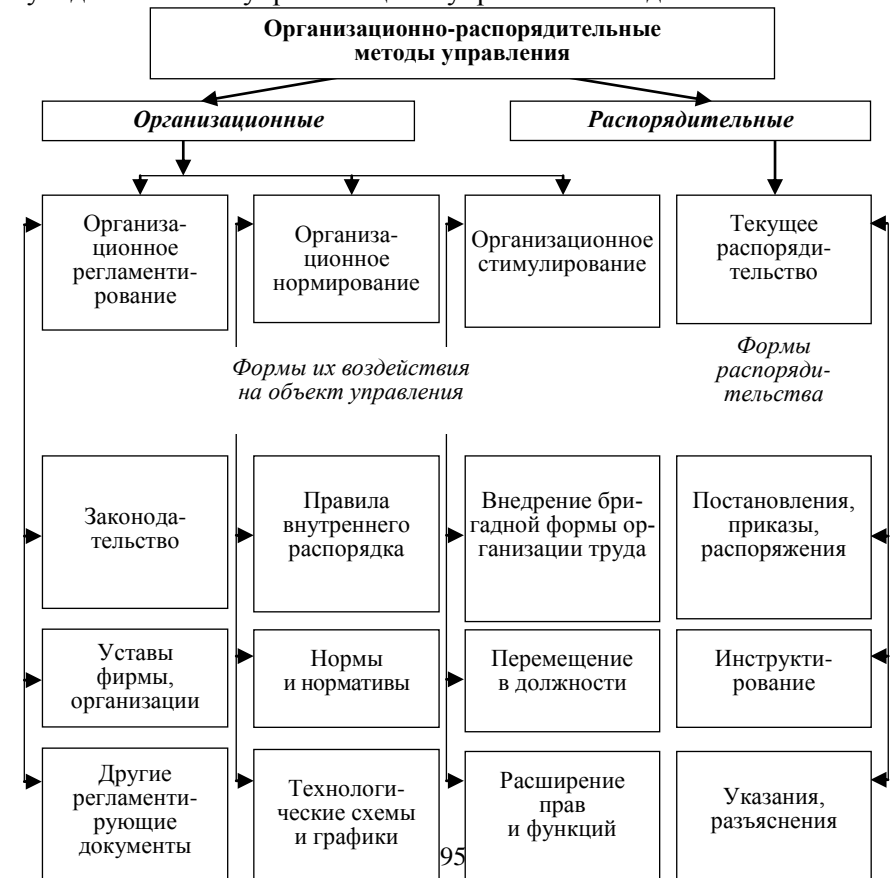 Организационно-распорядительные
методы управления
Организационные
Распорядительные
Организа-
ционное
регламенти-
рование
Организа-
ционное
нормирование
Организационное
стимулирование
Текущее
распоряди-
тельство
Формы их воздействия
на объект управления
Формы
распоряди-
тельства
Законода-
тельство
Правила
внутреннего
распорядка
Внедрение бри-
гадной формы ор-
ганизации труда
Постановления,
приказы,
распоряжения
Уставы
фирмы,
организации
Нормы
и нормативы
Перемещение
в должности
Инструкти-
рование
Другие
регламенти-
рующие
документы
Технологи-
ческие схемы
и графики
Расширение
прав
и функций
Указания,
разъяснения
95